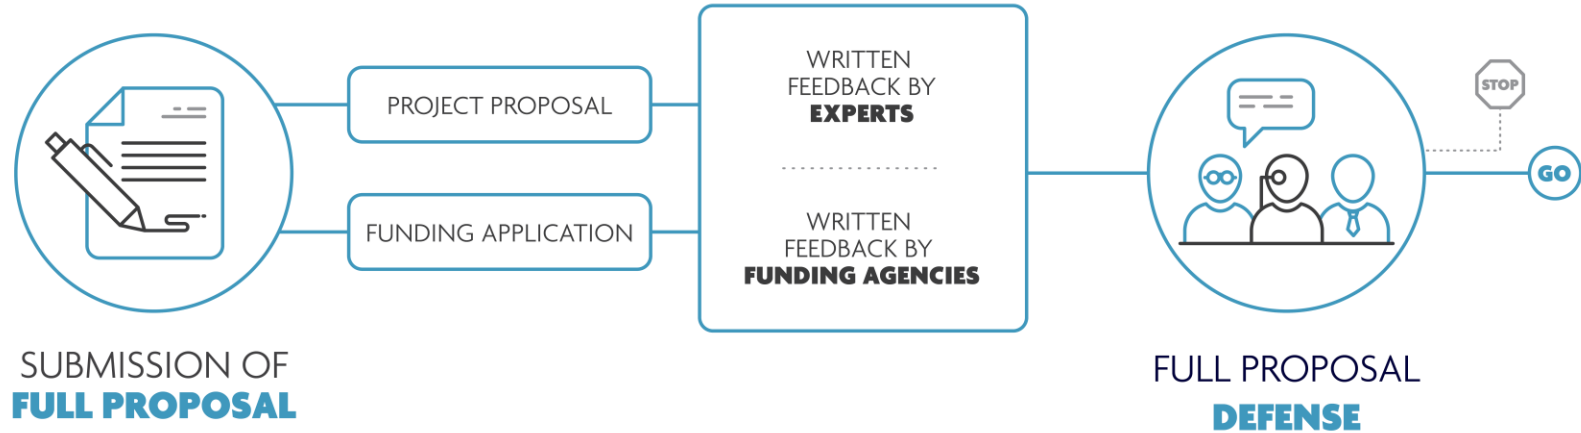 SUBMISSION OF
FULL PROPOSAL
PROJECT PROPOSAL
FUNDING APPLICATION
WRITTEN
FEEDBACK BY
EXPERTS
WRITTEN
FEEDBACK BY
FUNDING AGENCIES
FULL PROPOSAL
DEFENSE
STOP
GO